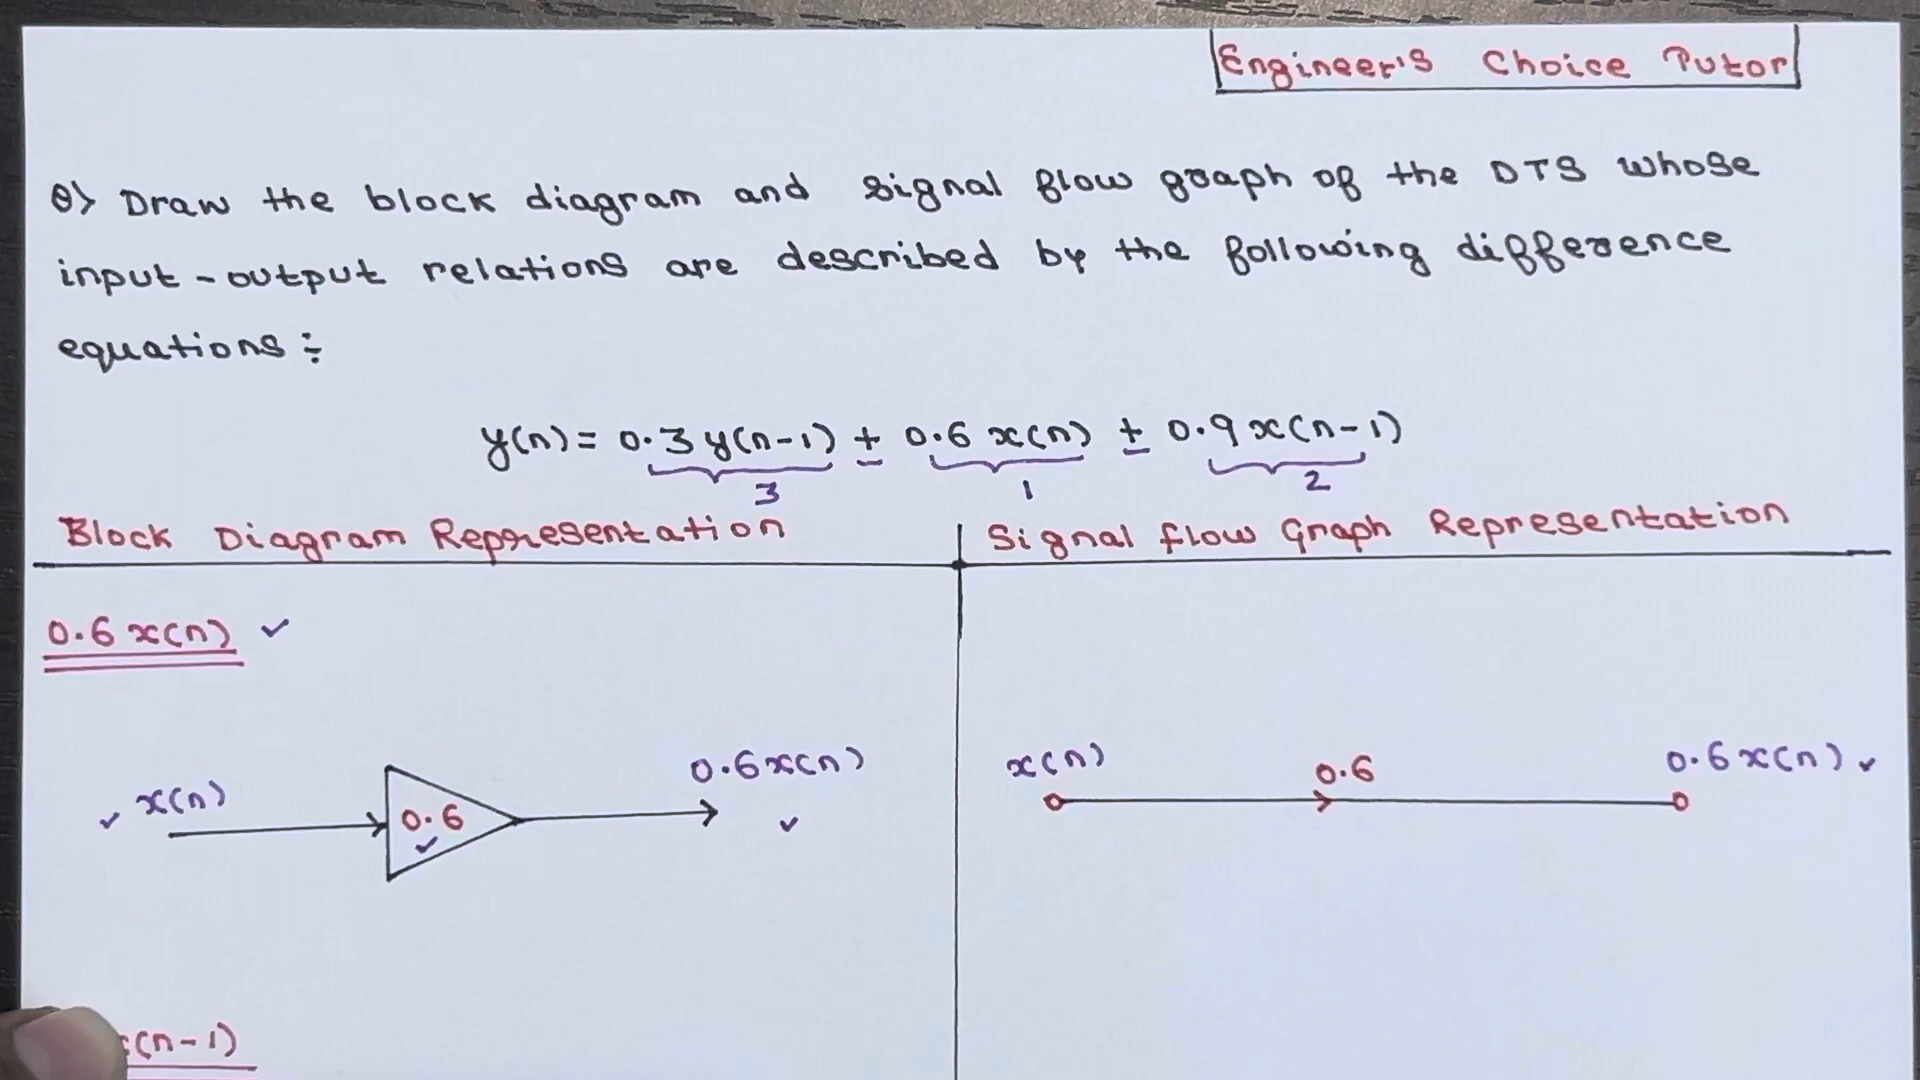 Engineer's Choice Tutor
Q> Draw the block diagram and signal flow graph of the DTS whose
input-output relations are described by the following difference
equations :
y(n) = 0.3 y(n-1) + 0.6 x(n) + 0.9 x(n-1)
3 1 2
Block Diagram Representation
Signal Flow Graph Representation
0.6 x(n) ✓
✓ x(n)
0.6 ✓
0.6 x(n) ✓
x(n)
0.6
0.6 x(n) ✓
(n-1)